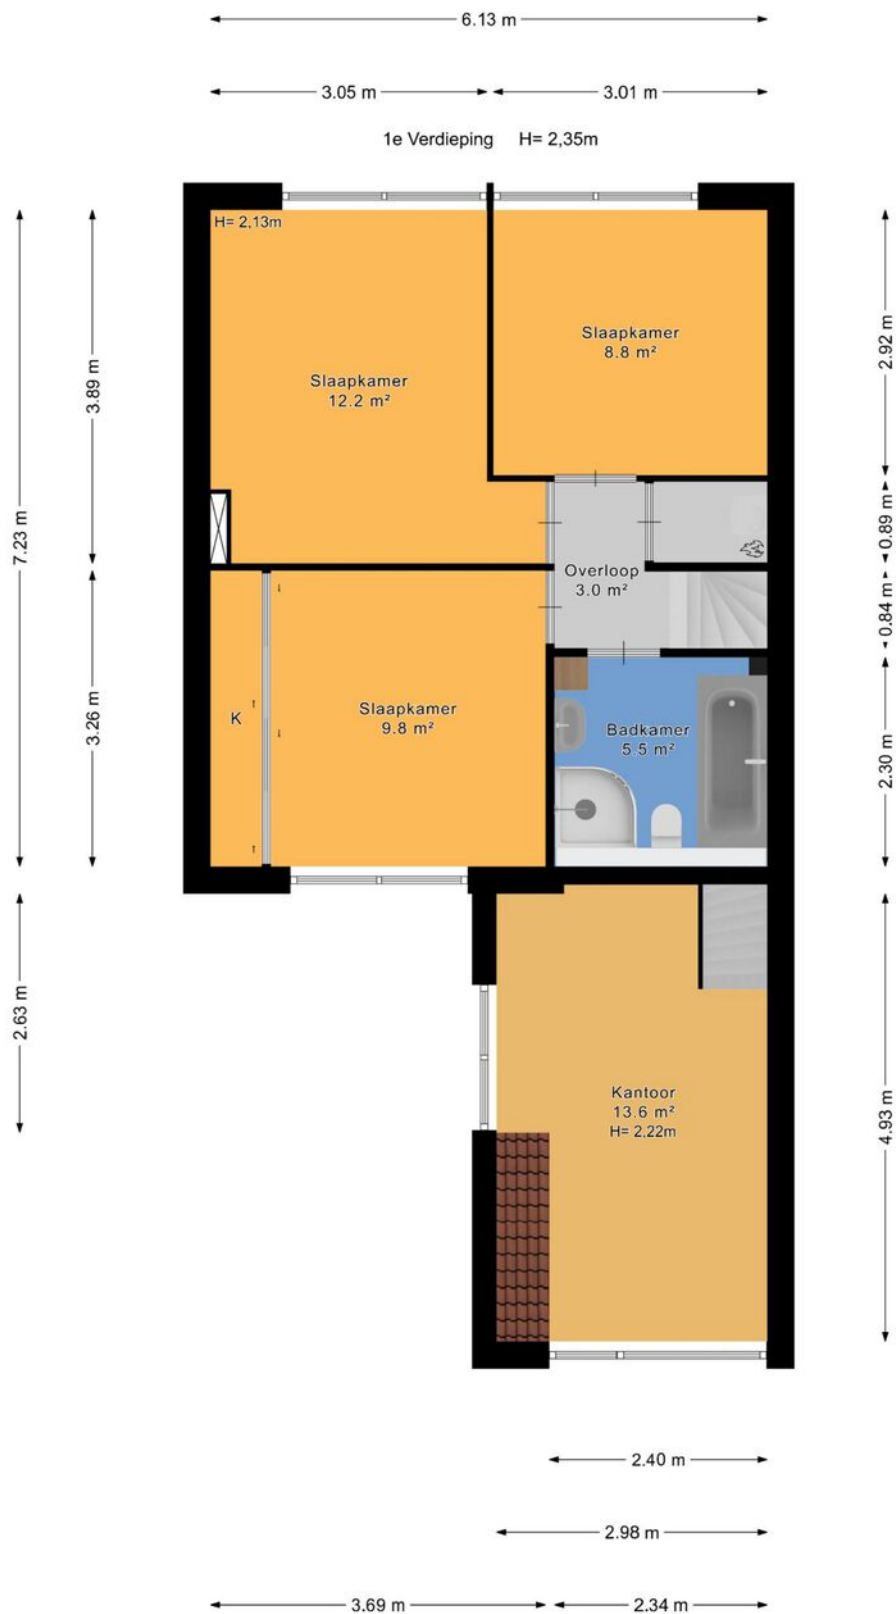 6.13 m
3.05 m
3.01 m
1e Verdieping H= 2,35m
H= 2,13m
Slaapkamer
8.8 m²
2.92 m
Slaapkamer
12.2 m²
3.89 m
7.23 m
0.89 m
Overloop
3.0 m²
0.84 m
K
Slaapkamer
9.8 m²
3.26 m
Badkamer
5.5 m²
2.30 m
2.63 m
Kantoor
13.6 m²
H= 2,22m
4.93 m
2.40 m
2.98 m
3.69 m
2.34 m